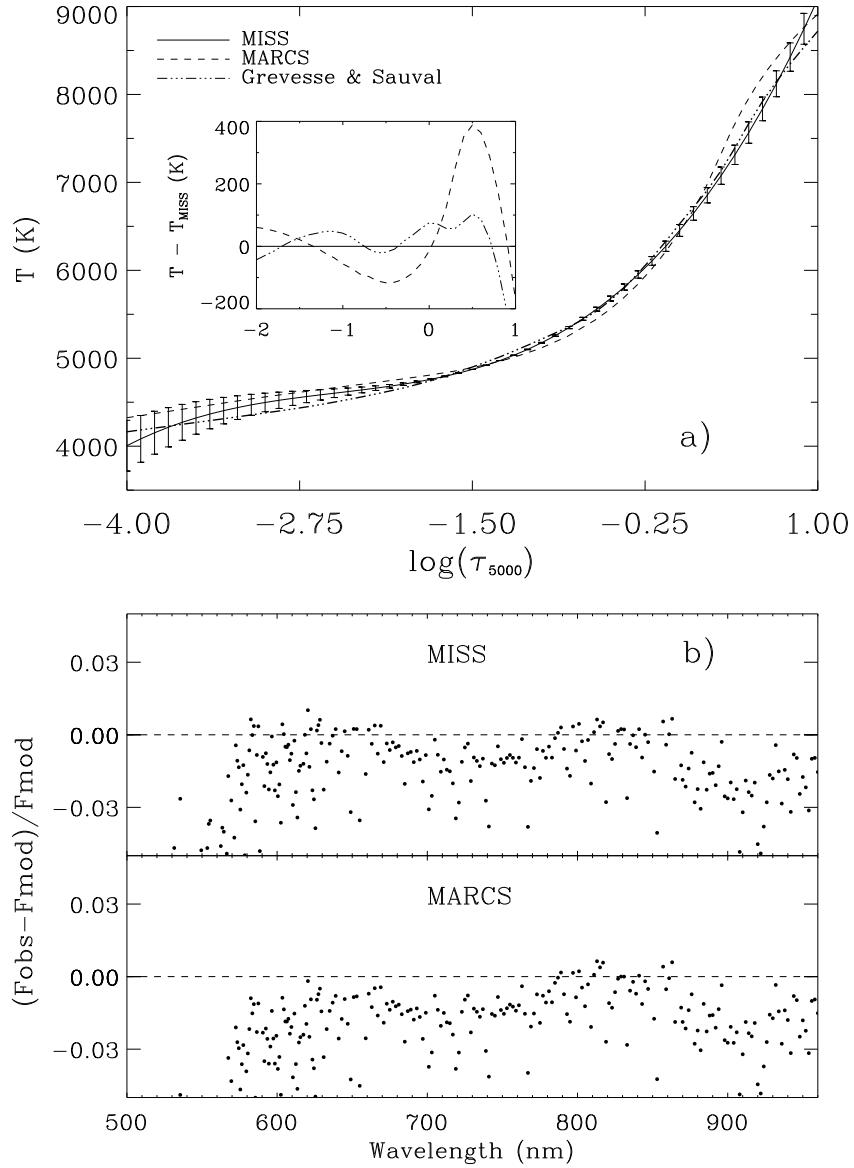 9000
8000
7000
6000
5000
4000
T (K)
MISS
MARCS
Grevesse & Sauval
400
200
0
−200
T − T_MISS (K)
−2
−1
0
1
a)
−4.00
−2.75
−1.50
−0.25
1.00
log(τ₅₀₀₀)
MISS
b)
0.03
0.00
−0.03
(Fobs−Fmod)/Fmod
MARCS
0.03
0.00
−0.03
500
600
700
800
900
Wavelength (nm)